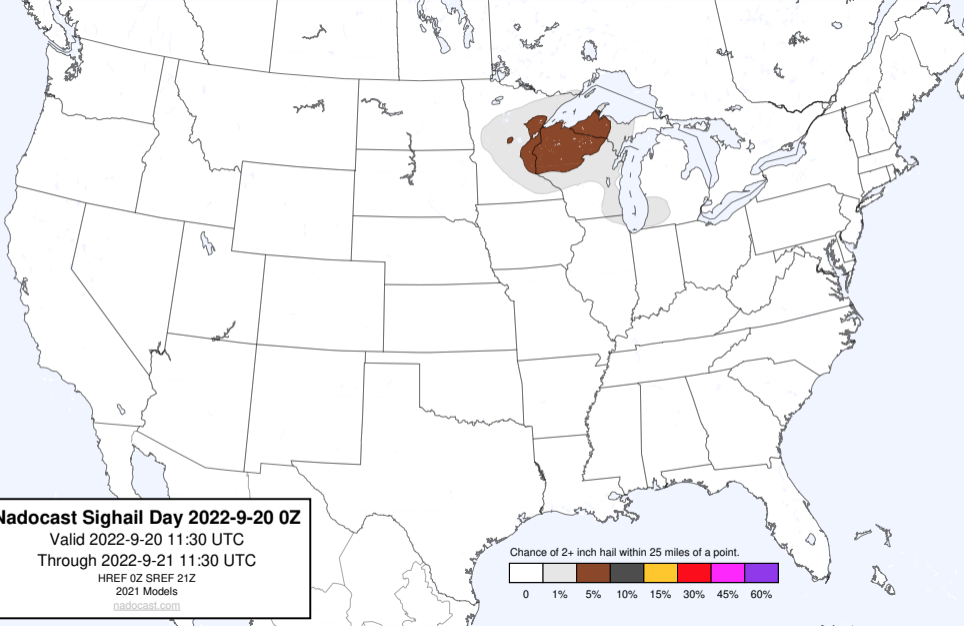 Nadocast Sighail Day 2022-9-20 0Z
Valid 2022-9-20 11:30 UTC
Through 2022-9-21 11:30 UTC
HREF 0Z SREF 21Z
2021 Models
nadocast.com
Chance of 2+ inch hail within 25 miles of a point.
0 1% 5% 10% 15% 30% 45% 60%